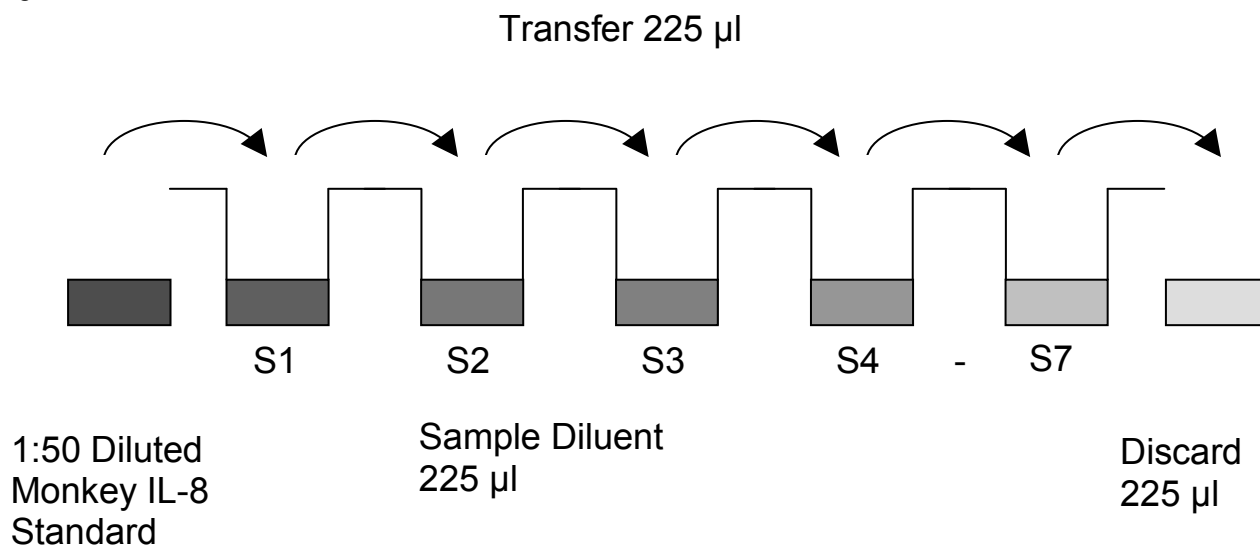 Transfer 225 µl
S1 S2 S3 S4 - S7
1:50 Diluted
Monkey IL-8
Standard
Sample Diluent
225 µl
Discard
225 µl